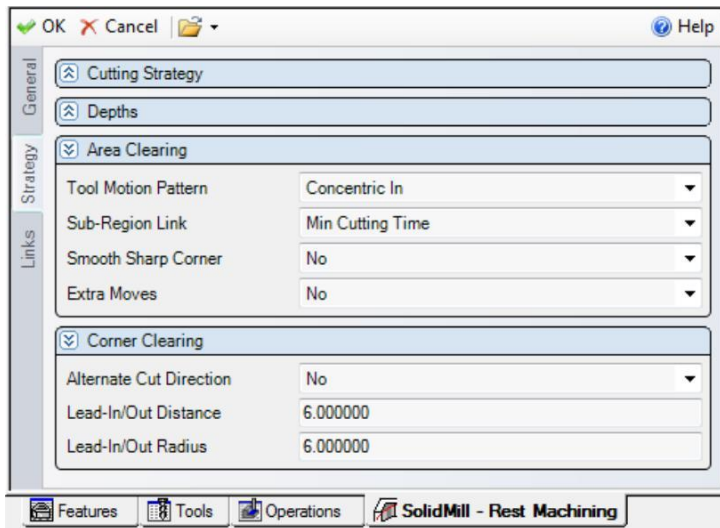 OK Cancel Help
General
Strategy
Links
Cutting Strategy
Depths
Area Clearing
Tool Motion Pattern Concentric In
Sub-Region Link Min Cutting Time
Smooth Sharp Corner No
Extra Moves No
Corner Clearing
Alternate Cut Direction No
Lead-In/Out Distance 6.000000
Lead-In/Out Radius 6.000000
Features Tools Operations SolidMill - Rest Machining